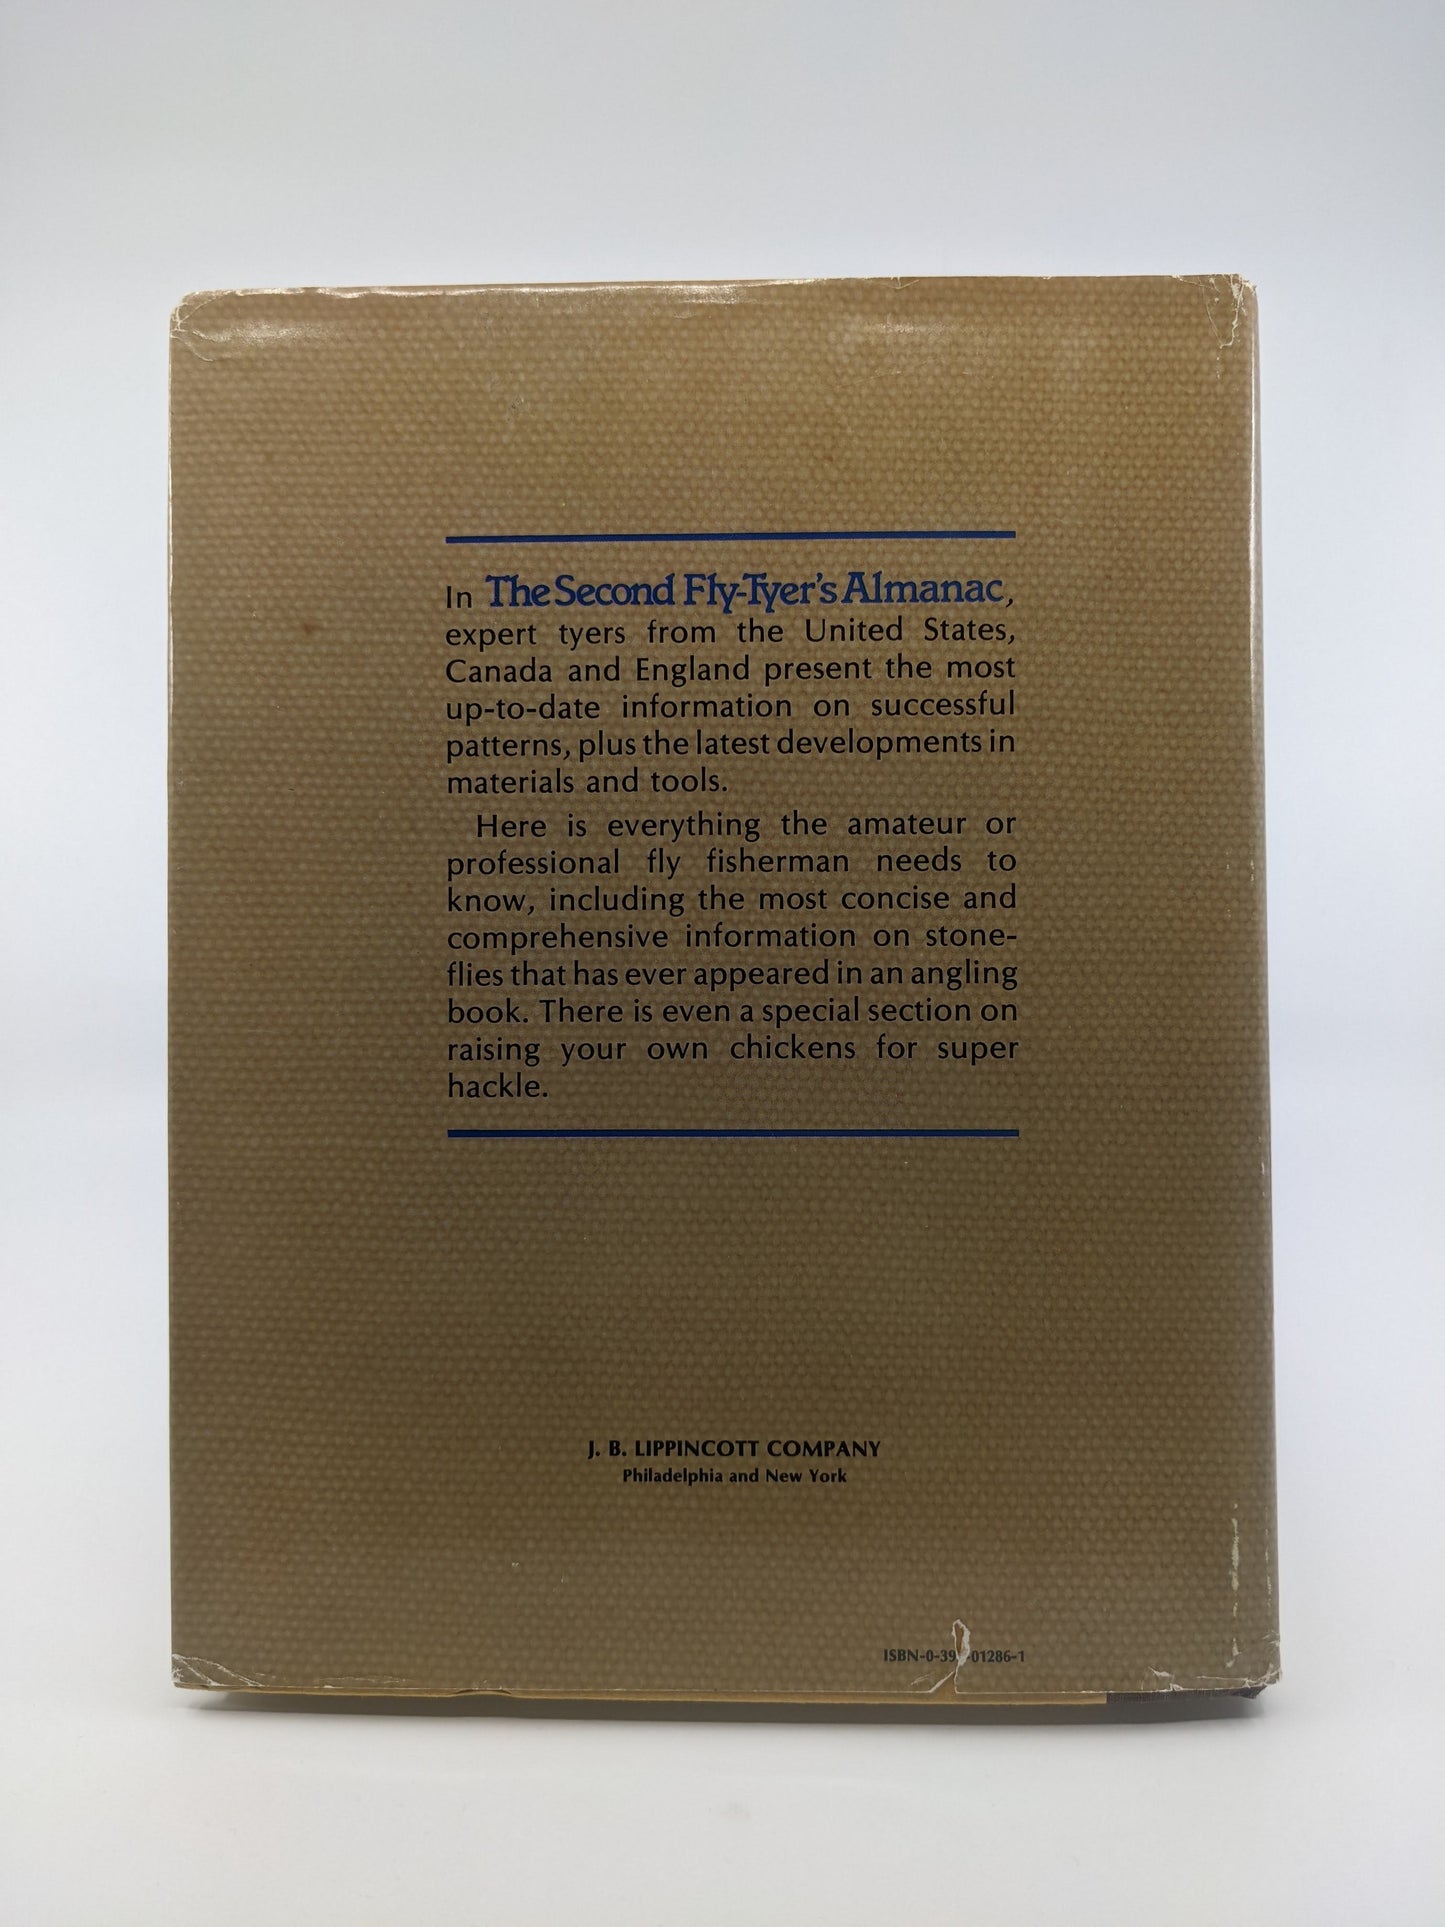 In The Second Fly-Tyer's Almanac,
expert tyers from the United States,
Canada and England present the most
up-to-date information on successful
patterns, plus the latest developments in
materials and tools.
Here is everything the amateur or
professional fly fisherman needs to
know, including the most concise and
comprehensive information on stone-
flies that has ever appeared in an angling
book. There is even a special section on
raising your own chickens for super
hackle.
J. B. LIPPINCOTT COMPANY
Philadelphia and New York